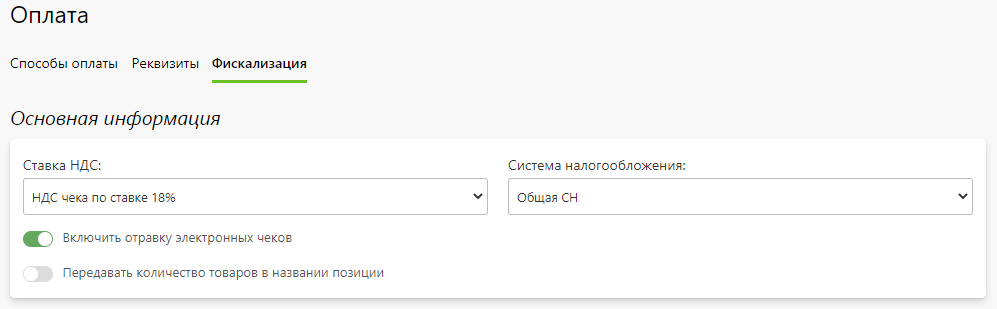 Оплата
Способы оплаты Реквизиты Фискализация
Основная информация
Ставка НДС: Система налогообложения:
НДС чека по ставке 18% Общая СН
Включить отравку электронных чеков
Передавать количество товаров в названии позиции